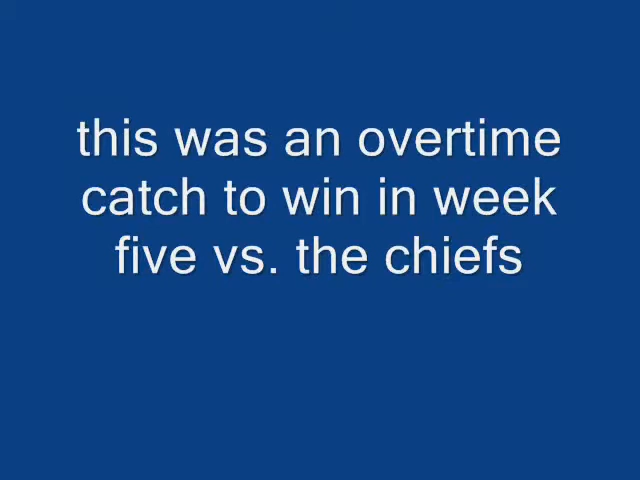 this was an overtime
catch to win in week
five vs. the chiefs